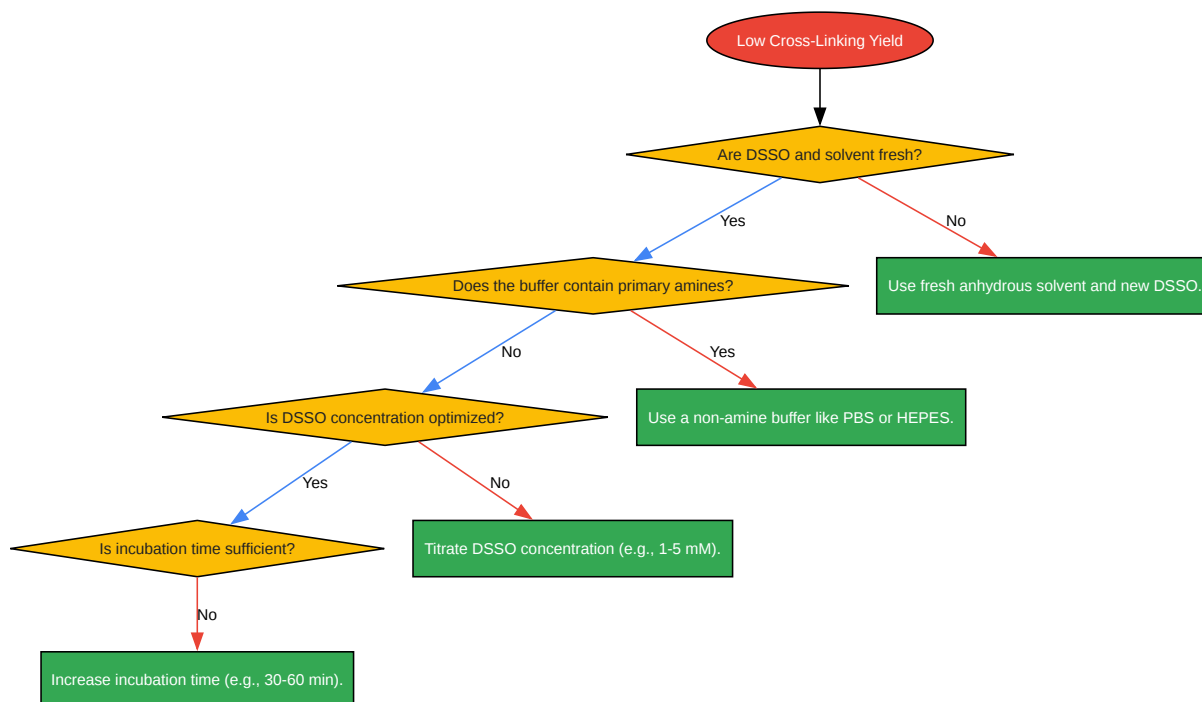 Low Cross-Linking Yield
Are DSSO and solvent fresh?
Yes
No
Does the buffer contain primary amines?
Use fresh anhydrous solvent and new DSSO.
No
Yes
Is DSSO concentration optimized?
Use a non-amine buffer like PBS or HEPES.
Yes
No
Is incubation time sufficient?
Titrate DSSO concentration (e.g., 1-5 mM).
No
Increase incubation time (e.g., 30-60 min).